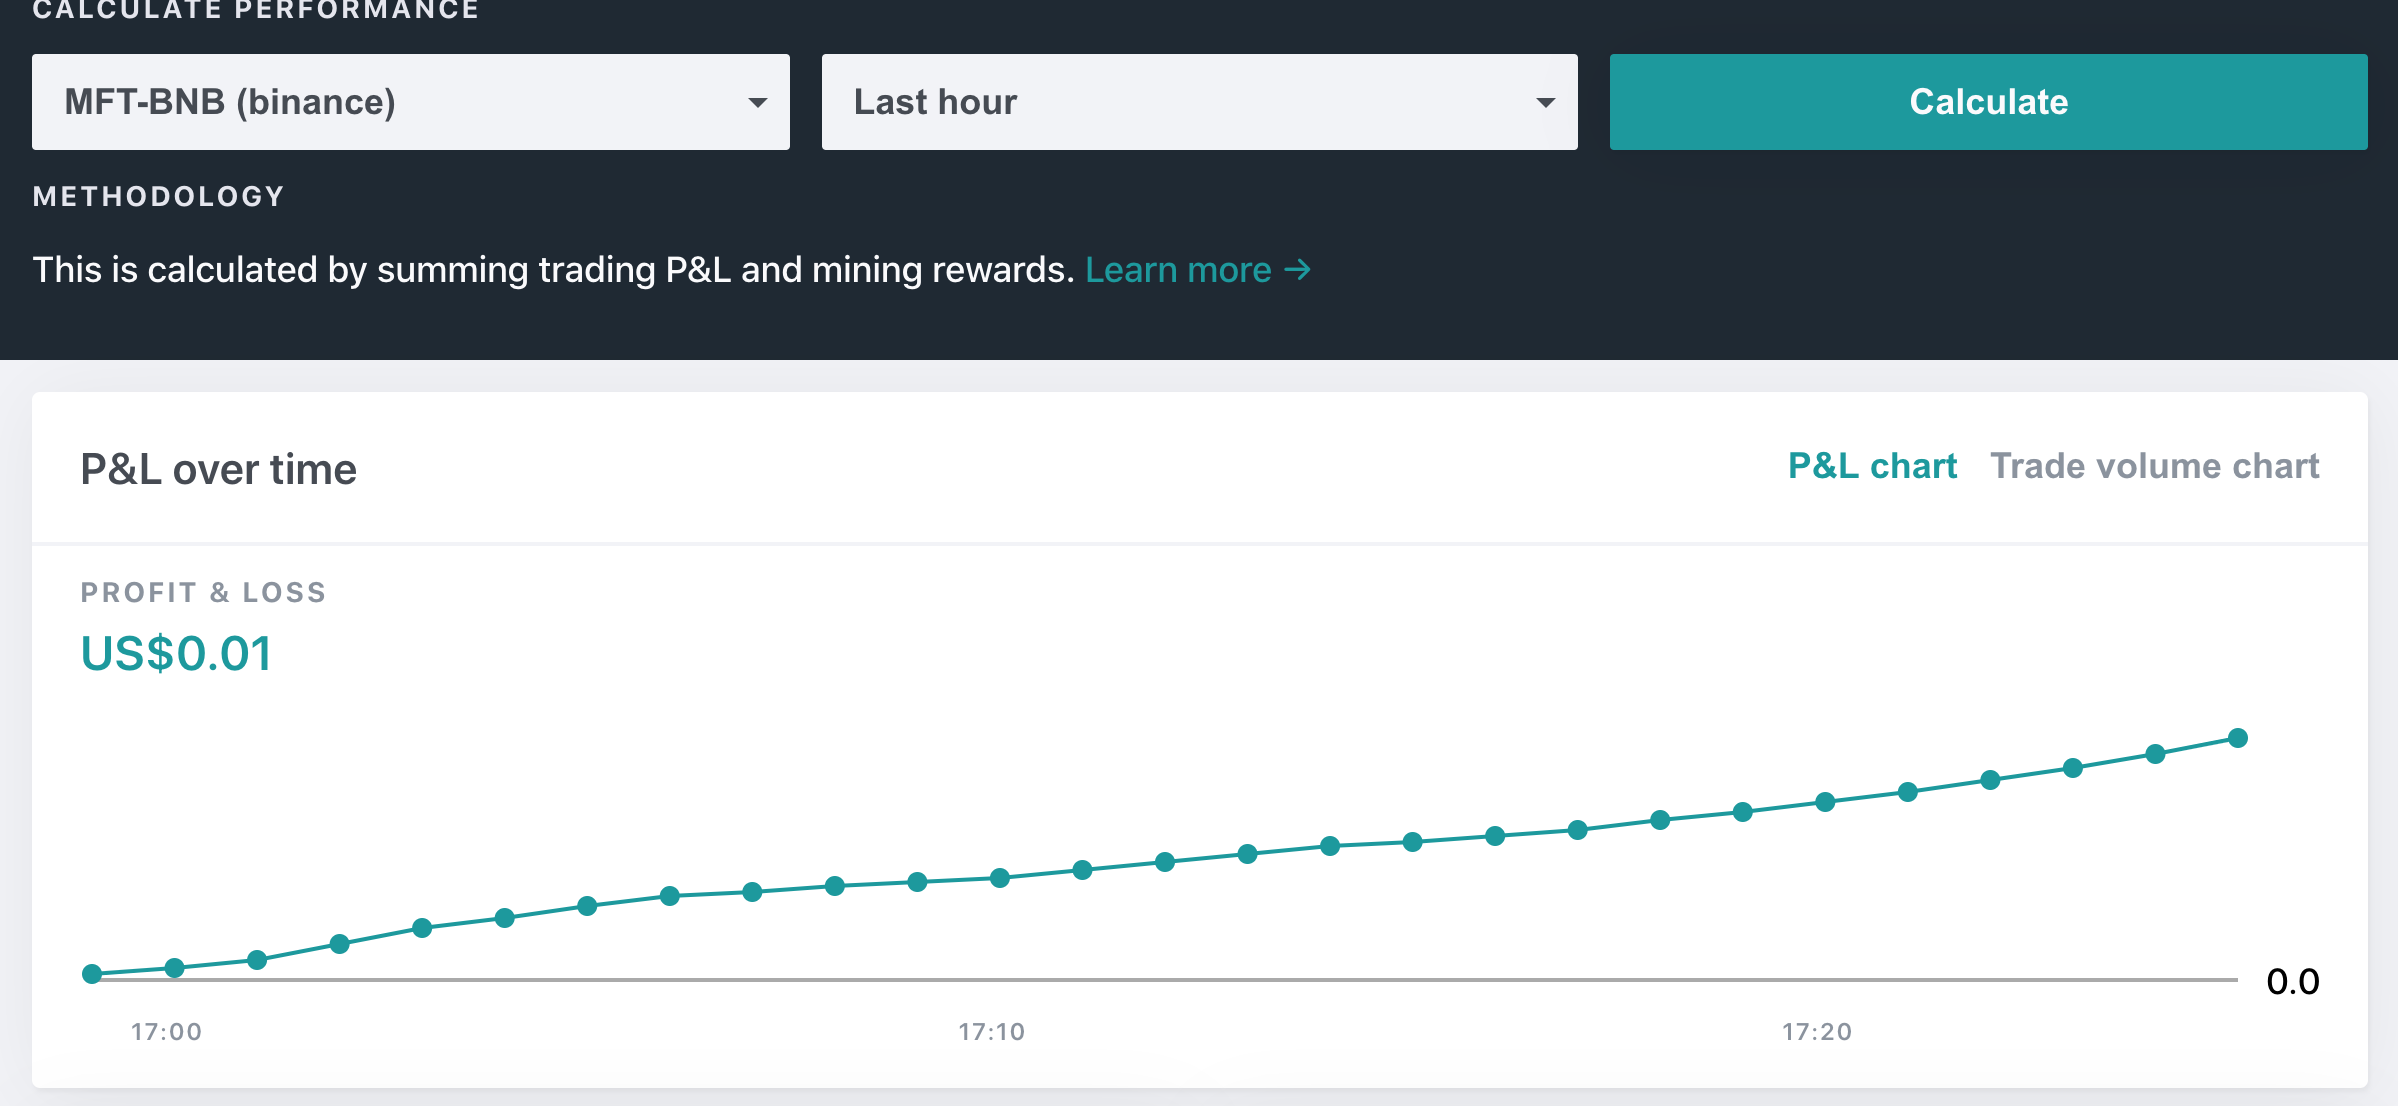 CALCULATE PERFORMANCE
MFT-BNB (binance)
Last hour
Calculate
METHODOLOGY
This is calculated by summing trading P&L and mining rewards. Learn more →
P&L over time
P&L chart
Trade volume chart
PROFIT & LOSS
US$0.01
0.0
17:00
17:10
17:20